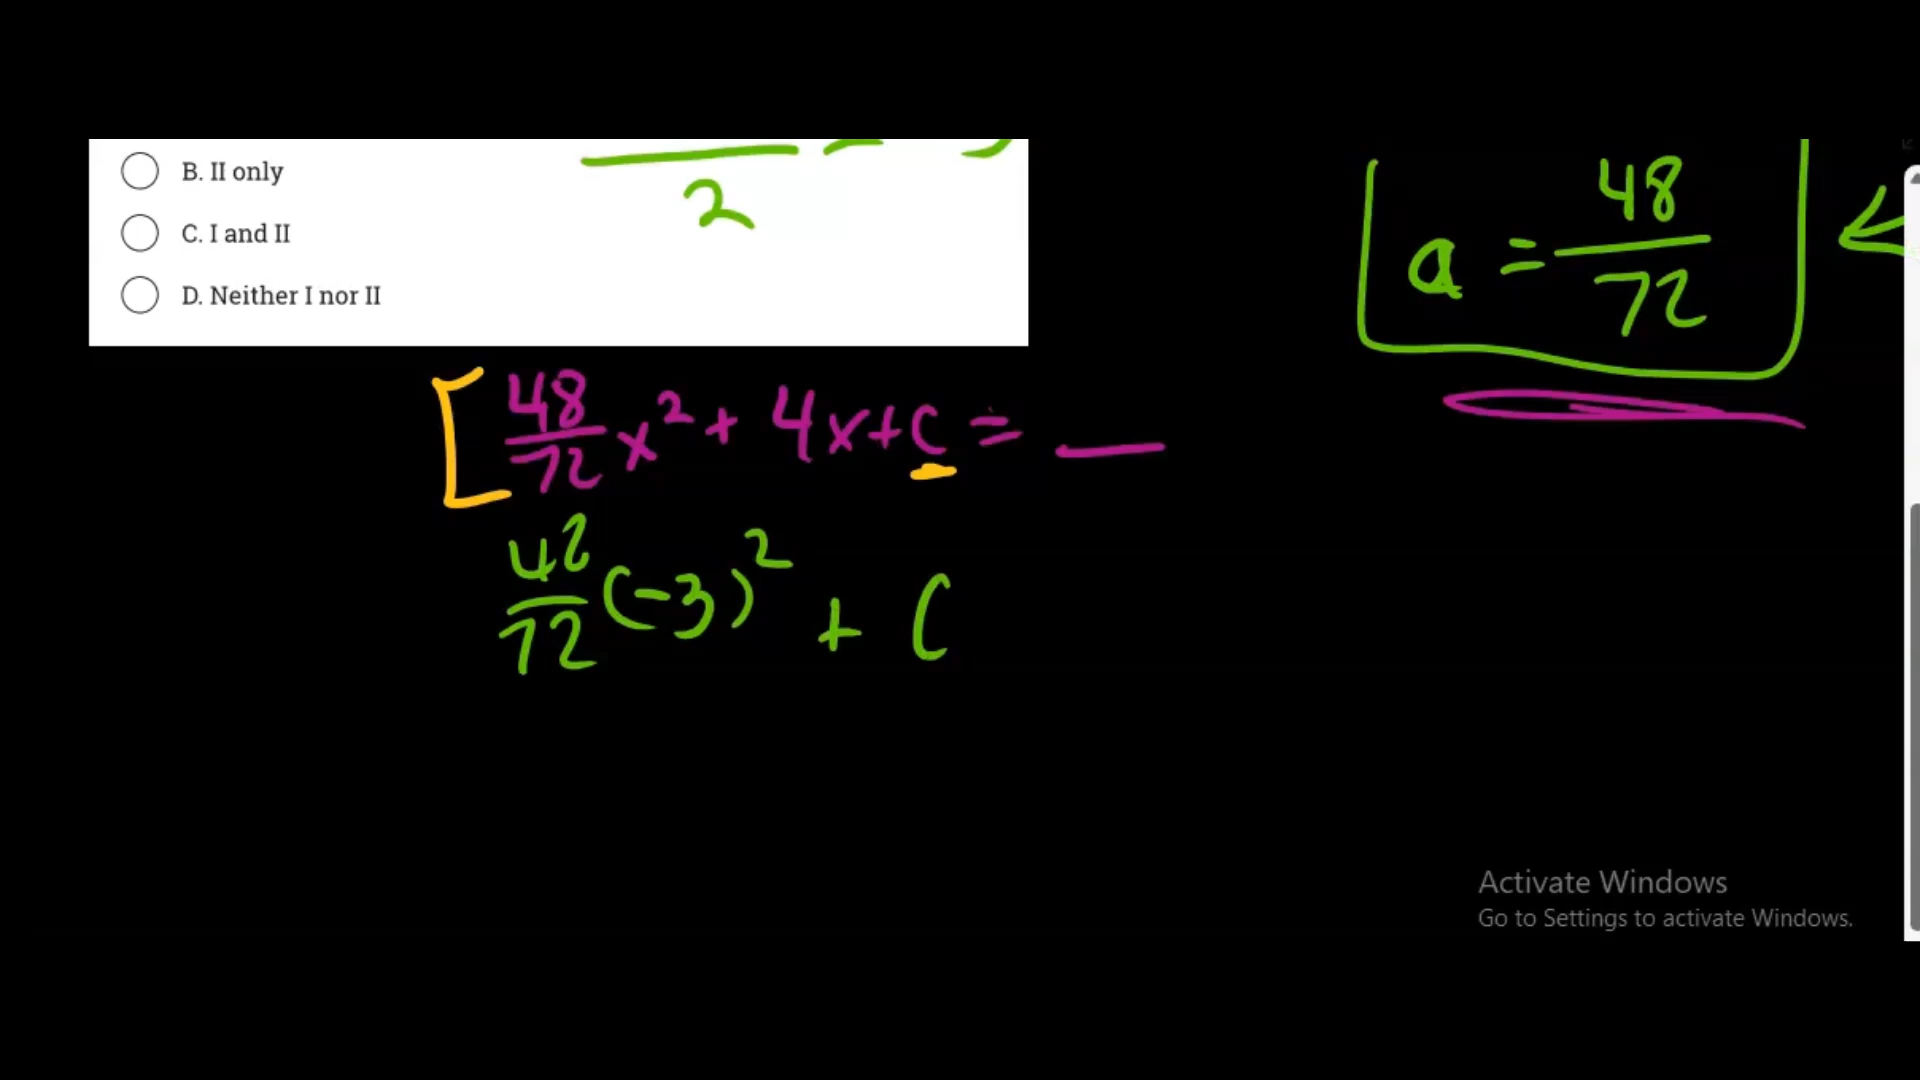 B. II only
C. I and II
D. Neither I nor II
2
a = 48/72
48/72 x² + 4x + c = __
48/72 (-3)² + C
Activate Windows
Go to Settings to activate Windows.